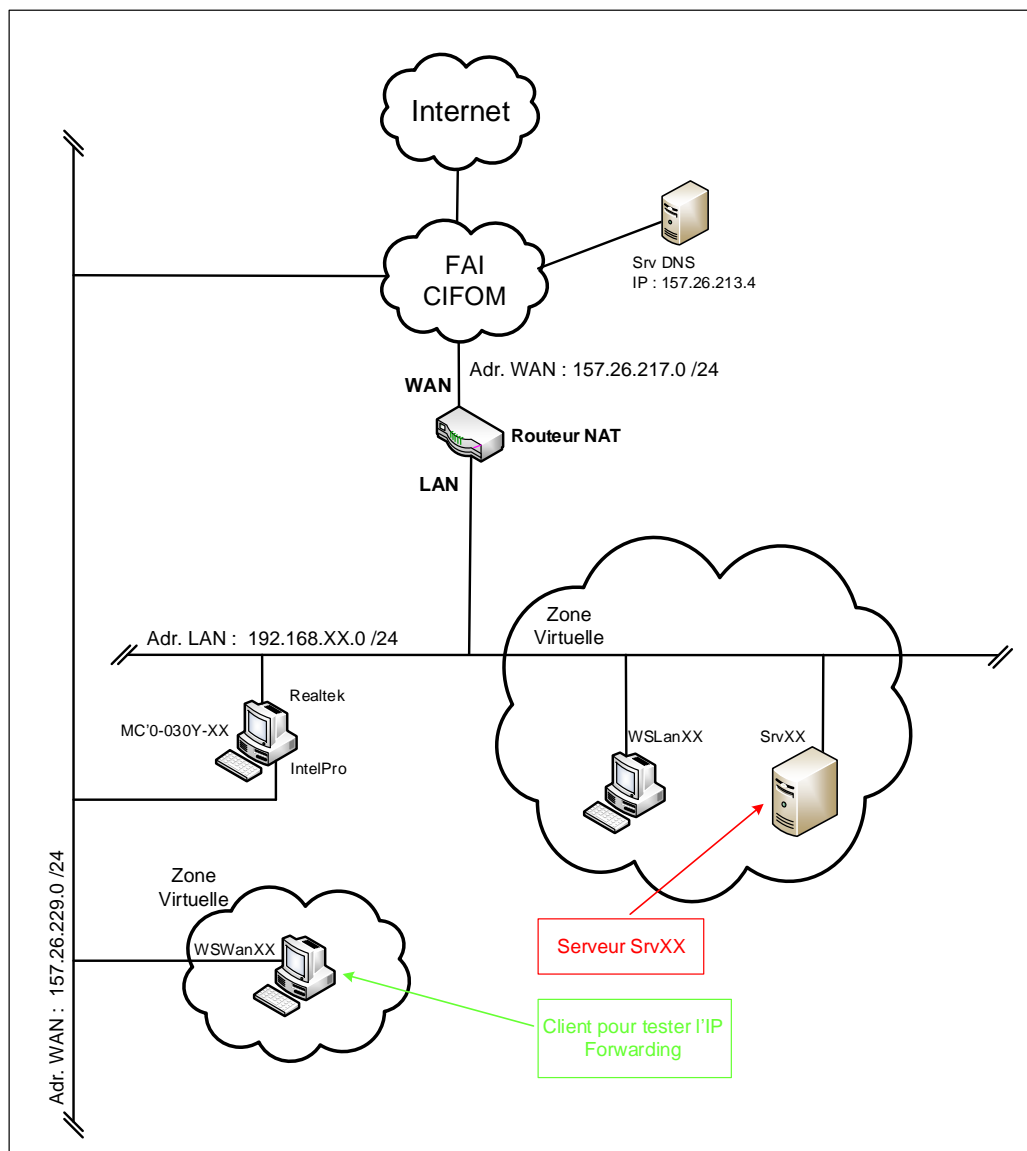 Internet
FAI
CIFOM
Srv DNS
IP : 157.26.213.4
Adr. WAN : 157.26.217.0 /24
WAN
Routeur NAT
LAN
Zone
Virtuelle
Adr. LAN : 192.168.XX.0 /24
Realtek
MC'0-030Y-XX
IntelPro
WSLanXX
SrvXX
Adr. WAN : 157.26.229.0 /24
Zone
Virtuelle
WSWanXX
Serveur SrvXX
Client pour tester l'IP
Forwarding